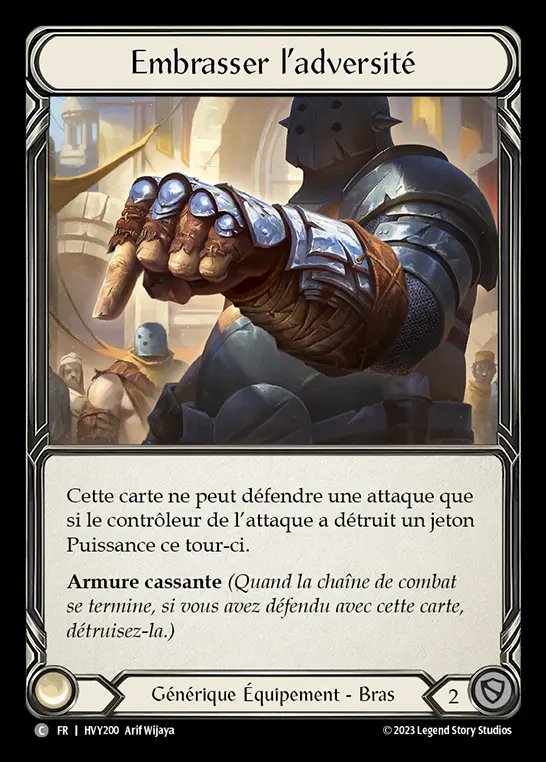 Embrasser l’adversité
Cette carte ne peut défendre une attaque que
si le contrôleur de l’attaque a détruit un jeton
Puissance ce tour-ci.
Armure cassante (Quand la chaîne de combat
se termine, si vous avez défendu avec cette carte,
détruisez-la.)
Générique Équipement - Bras
2
C FR | HVY200 Arif Wijaya
©2023 Legend Story Studios